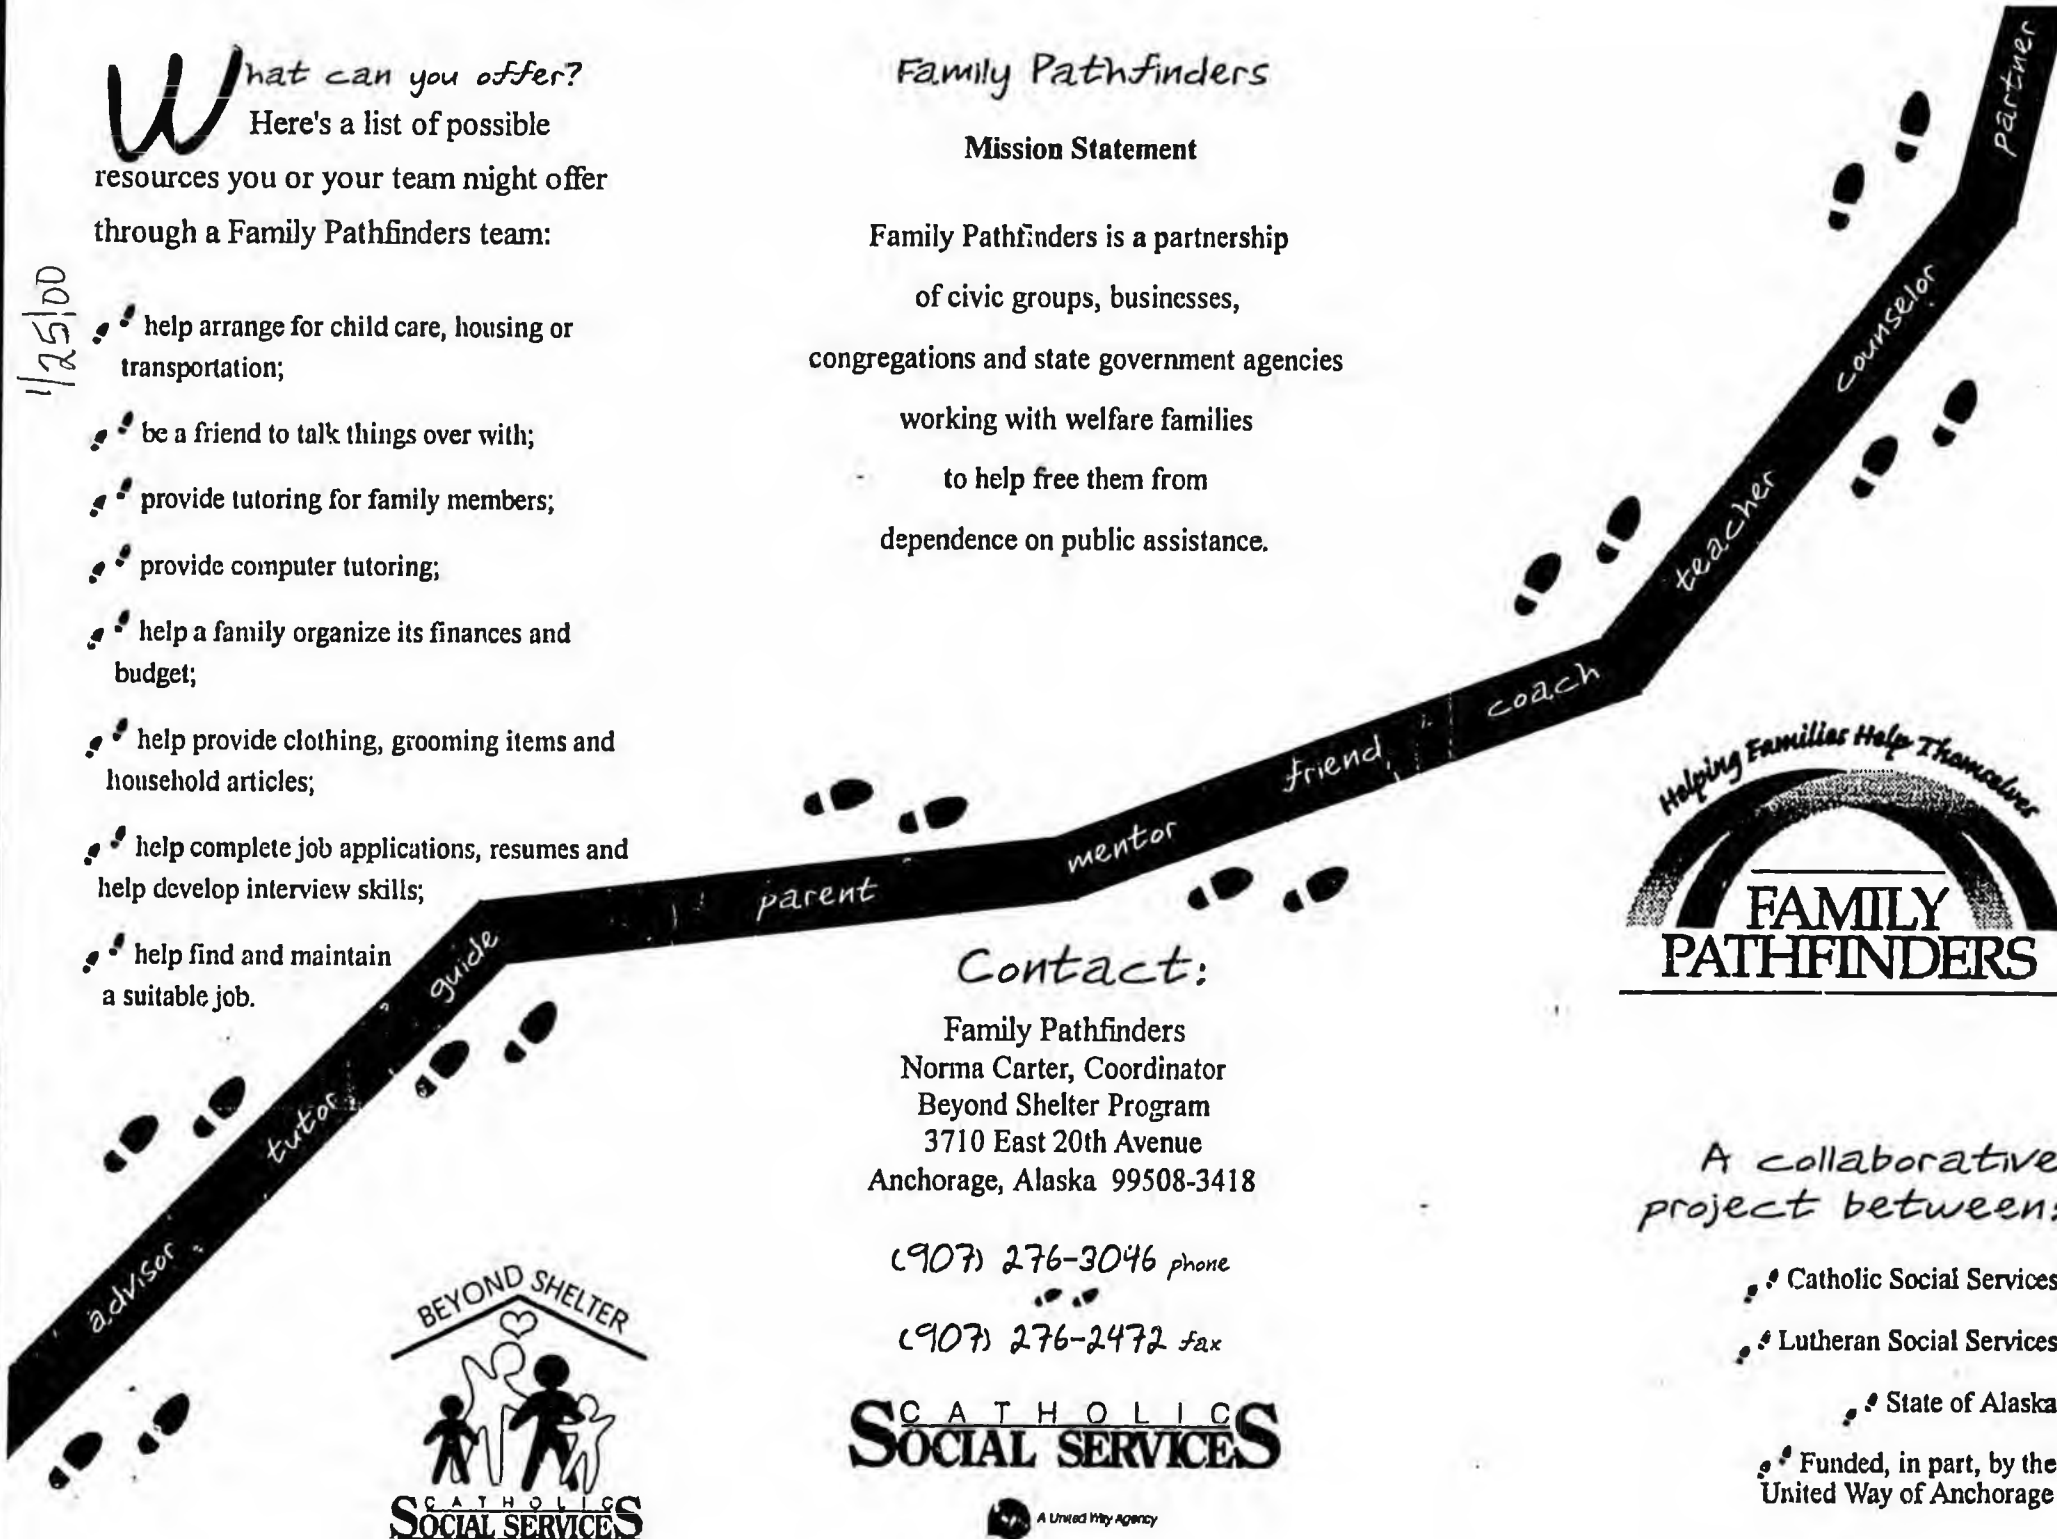 What can you offer?
Here's a list of possible
resources you or your team might offer
through a Family Pathfinders team:
1/25/00
help arrange for child care, housing or
transportation;
be a friend to talk things over with;
provide tutoring for family members;
provide computer tutoring;
help a family organize its finances and
budget;
help provide clothing, grooming items and
household articles;
help complete job applications, resumes and
help develop interview skills;
help find and maintain
a suitable job.
advisor
tutor
guide
parent
mentor
friend
coach
teacher
counselor
partner
BEYOND SHELTER
CATHOLIC
SOCIAL SERVICES
Family Pathfinders
Mission Statement
Family Pathfinders is a partnership
of civic groups, businesses,
congregations and state government agencies
working with welfare families
to help free them from
dependence on public assistance.
Contact:
Family Pathfinders
Norma Carter, Coordinator
Beyond Shelter Program
3710 East 20th Avenue
Anchorage, Alaska 99508-3418
(907) 276-3046 phone
(907) 276-2472 fax
CATHOLIC
SOCIAL SERVICES
A United Way Agency
Helping Families Help Themselves
FAMILY
PATHFINDERS
A collaborative
project between:
Catholic Social Services
Lutheran Social Services
State of Alaska
Funded, in part, by the
United Way of Anchorage